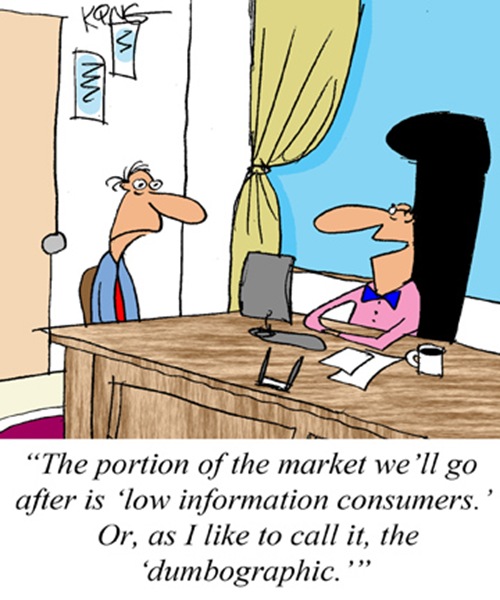 “The portion of the market we’ll go
after is ‘low information consumers.’
Or, as I like to call it, the
‘dumbographic.’”